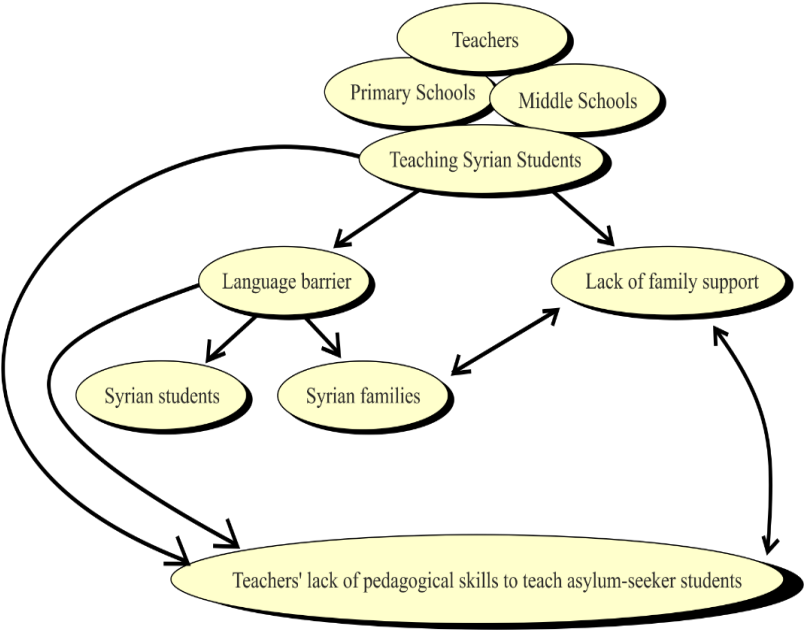 Teachers
Primary Schools
Middle Schools
Teaching Syrian Students
Language barrier
Lack of family support
Syrian students
Syrian families
Teachers' lack of pedagogical skills to teach asylum-seeker students